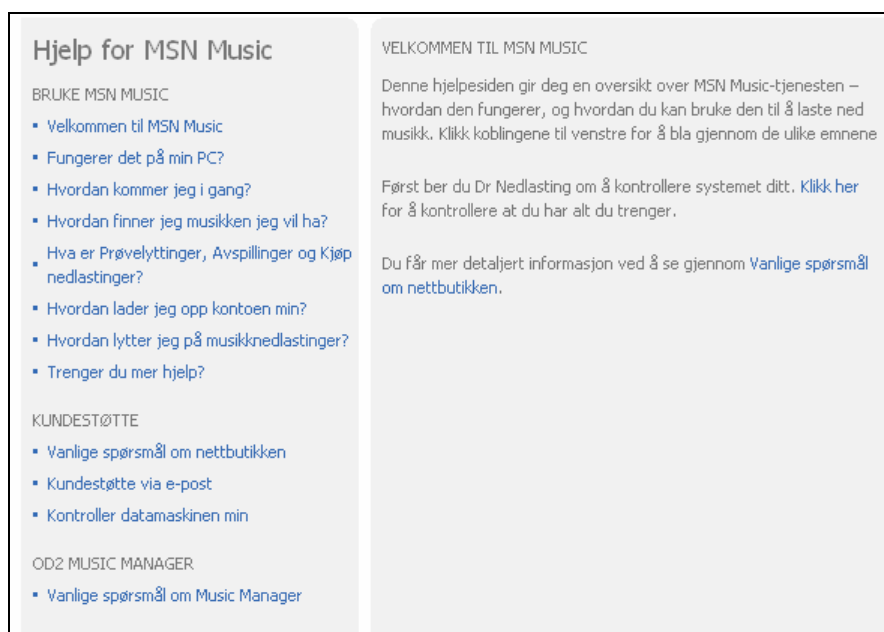 Hjelp for MSN Music
BRUKE MSN MUSIC
Velkommen til MSN Music
Fungerer det på min PC?
Hvordan kommer jeg i gang?
Hvordan finner jeg musikken jeg vil ha?
Hva er Prøvelyttinger, Avspillinger og Kjøp
nedlastinger?
Hvordan lader jeg opp kontoen min?
Hvordan lytter jeg på musikknedlastinger?
Trenger du mer hjelp?
KUNDESTØTTE
Vanlige spørsmål om nettbutikken
Kundestøtte via e-post
Kontroller datamaskinen min
OD2 MUSIC MANAGER
Vanlige spørsmål om Music Manager
VELKOMMEN TIL MSN MUSIC
Denne hjelpesiden gir deg en oversikt over MSN Music-tjenesten –
hvordan den fungerer, og hvordan du kan bruke den til å laste ned
musikk. Klikk koblingene til venstre for å bla gjennom de ulike emnene
Først ber du Dr Nedlasting om å kontrollere systemet ditt. Klikk her
for å kontrollere at du har alt du trenger.
Du får mer detaljert informasjon ved å se gjennom Vanlige spørsmål
om nettbutikken.